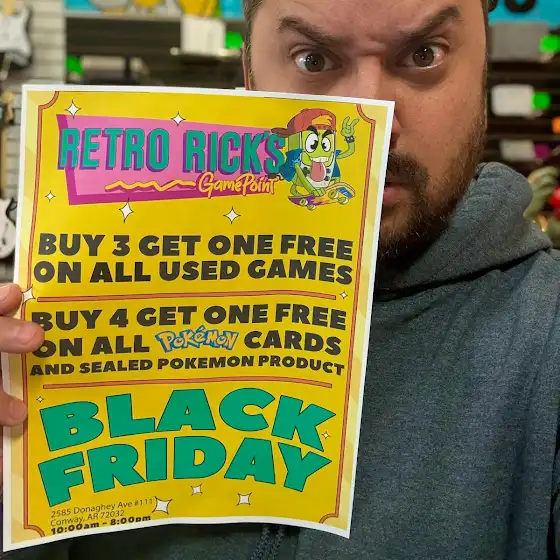 RETRO RICK'S
GamePoint
BUY 3 GET ONE FREE
ON ALL USED GAMES
BUY 4 GET ONE FREE
ON ALL POKéMON CARDS
AND SEALED POKEMON PRODUCT
BLACK
FRIDAY
2585 Donaghey Ave #111
Conway, AR 72032
10:00am - 8:00pm